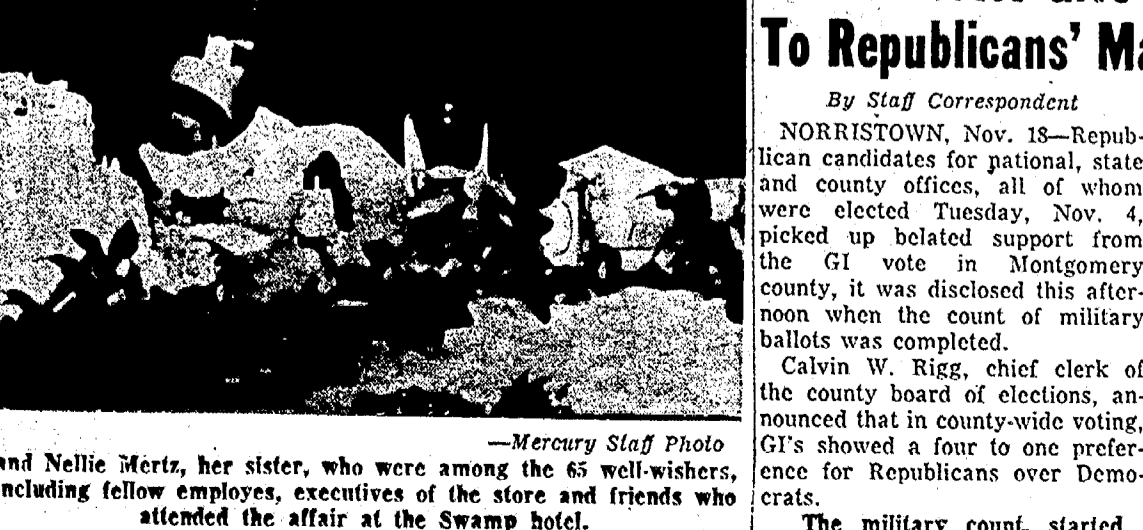 —Mercury Staff Photo
and Nellie Mertz, her sister, who were among the 65 well-wishers,
ncluding fellow employes, executives of the store and friends who
attended the affair at the Swamp hotel.
To Republicans' Ma
By Staff Correspondent
NORRISTOWN, Nov. 18—Repub-
lican candidates for national, state
and county offices, all of whom
were elected Tuesday, Nov. 4,
picked up belated support from
the GI vote in Montgomery
county, it was disclosed this after-
noon when the count of military
ballots was completed.
Calvin W. Rigg, chief clerk of
the county board of elections, an-
nounced that in county-wide voting,
GI's showed a four to one prefer-
ence for Republicans over Demo-
crats.
The military count, started